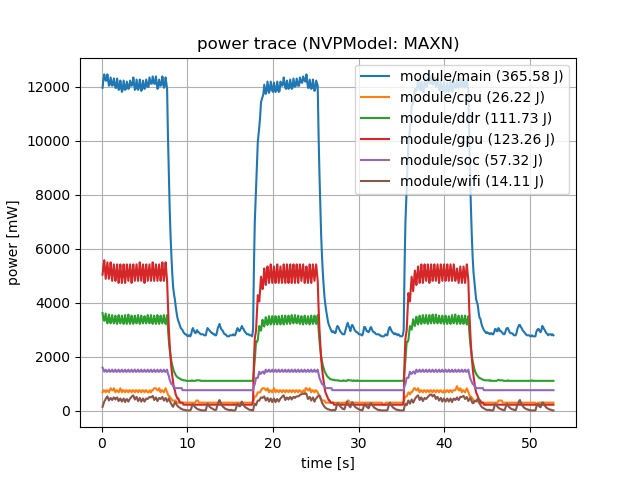 power trace (NVPModel: MAXN)
module/main (365.58 J)
module/cpu (26.22 J)
module/ddr (111.73 J)
module/gpu (123.26 J)
module/soc (57.32 J)
module/wifi (14.11 J)
power [mW]
12000
10000
8000
6000
4000
2000
0
0
10
20
30
40
50
time [s]